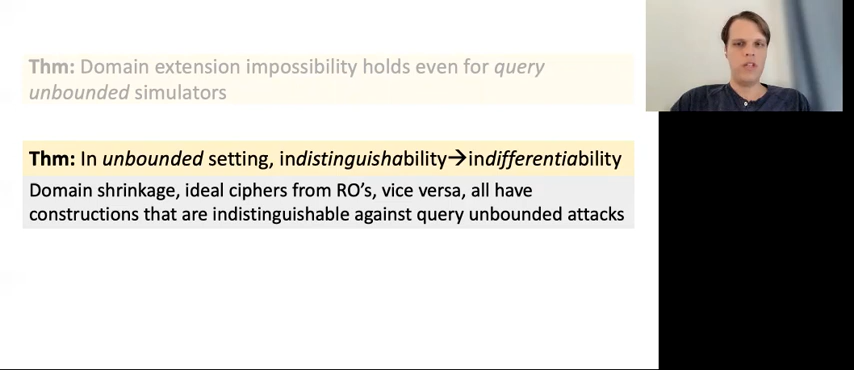 Thm: Domain extension impossibility holds even for query
unbounded simulators
Thm: In unbounded setting, indistinguishability→indifferentiability
Domain shrinkage, ideal ciphers from RO's, vice versa, all have
constructions that are indistinguishable against query unbounded attacks